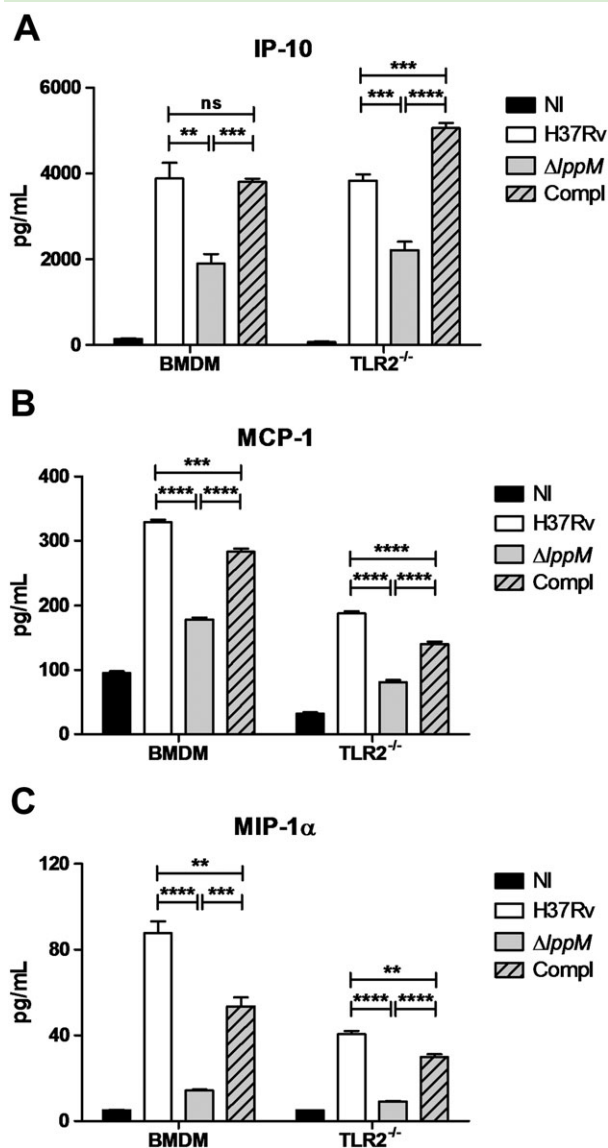 A
IP-10
***
ns
*** ****
** ***
6000
4000
2000
0
pg/mL
BMDM
TLR2-/-
NI
H37Rv
ΔlppM
Compl
B
MCP-1
***
**** ****
****
**** ****
400
300
200
100
0
pg/mL
BMDM
TLR2-/-
NI
H37Rv
ΔlppM
Compl
C
MIP-1α
**
**** ***
**
**** ****
120
80
40
0
pg/mL
BMDM
TLR2-/-
NI
H37Rv
ΔlppM
Compl